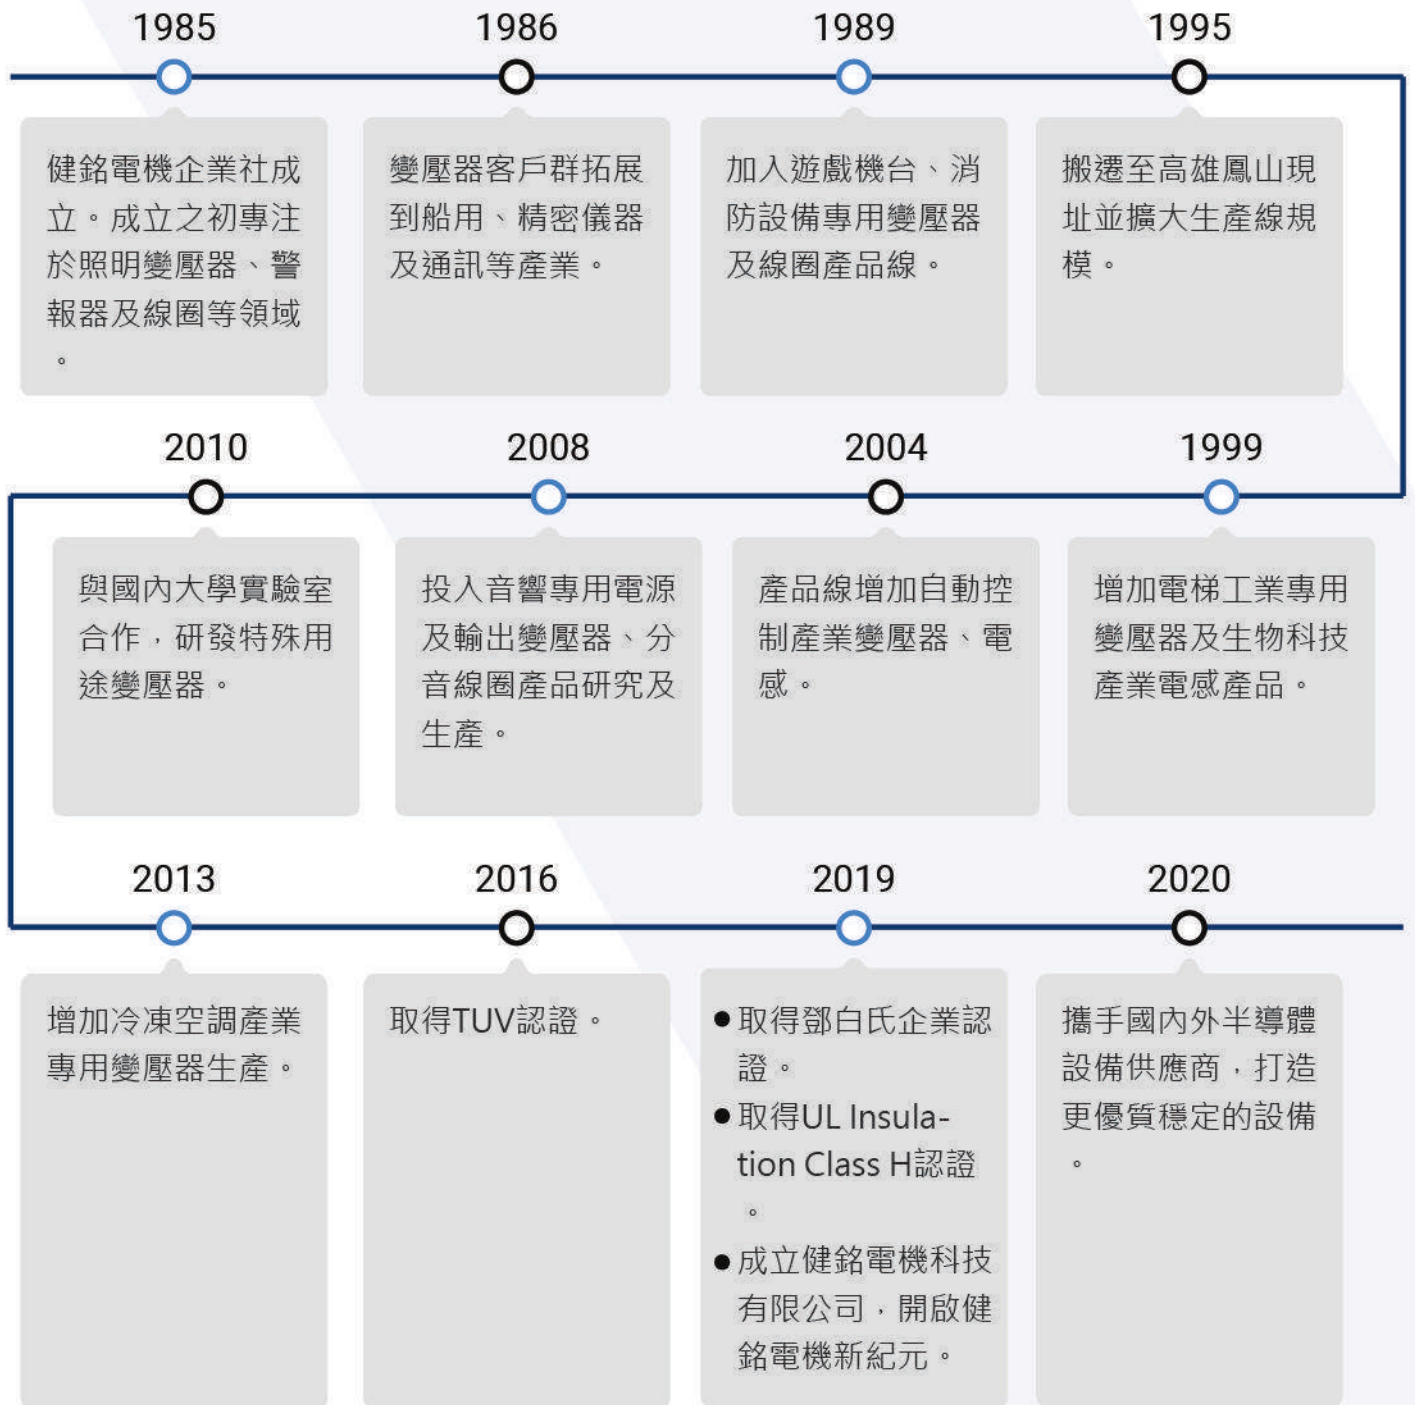 1985
健銘電機企業社成
立。成立之初專注
於照明變壓器、警
報器及線圈等領域
。
1986
變壓器客戶群拓展
到船用、精密儀器
及通訊等產業。
1989
加入遊戲機台、消
防設備專用變壓器
及線圈產品線。
1995
搬遷至高雄鳳山現
址並擴大生產線規
模。
1999
增加電梯工業專用
變壓器及生物科技
產業電感產品。
2004
產品線增加自動控
制產業變壓器、電
感。
2008
投入音響專用電源
及輸出變壓器、分
音線圈產品研究及
生產。
2010
與國內大學實驗室
合作，研發特殊用
途變壓器。
2013
增加冷凍空調產業
專用變壓器生產。
2016
取得TUV認證。
2019
●取得鄧白氏企業認
證。
●取得UL Insula-
tion Class H認證
。
●成立健銘電機科技
有限公司，開啟健
銘電機新紀元。
2020
攜手國內外半導體
設備供應商，打造
更優質穩定的設備
。